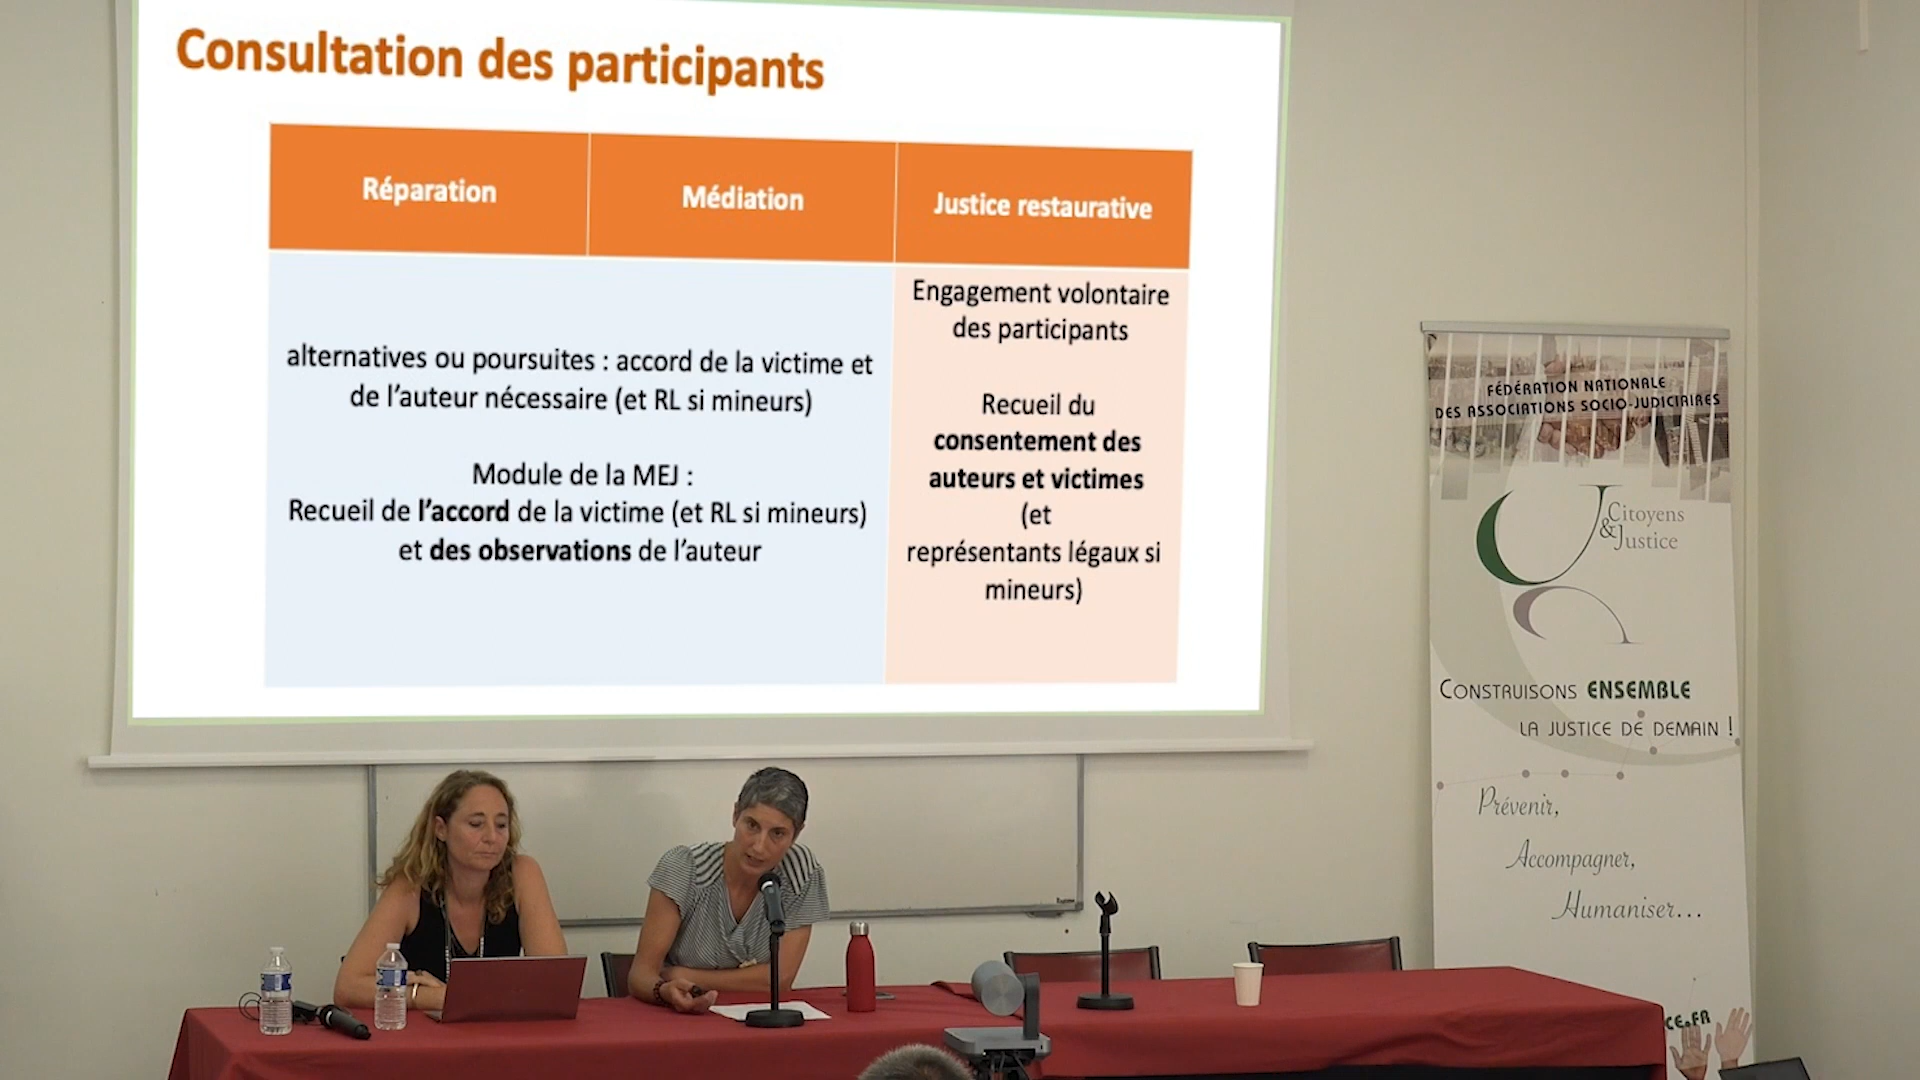 Consultation des participants
Réparation
Médiation
Justice restaurative
alternatives ou poursuites : accord de la victime et
de l'auteur nécessaire (et RL si mineurs)
Module de la MEJ :
Recueil de l'accord de la victime (et RL si mineurs)
et des observations de l'auteur
Engagement volontaire
des participants
Recueil du
consentement des
auteurs et victimes
(et
représentants légaux si
mineurs)
FÉDÉRATION NATIONALE
DES ASSOCIATIONS SOCIO-JUDICIAIRES
Citoyens
&Justice
CONSTRUISONS ENSEMBLE
LA JUSTICE DE DEMAIN !
Prévenir,
Accompagner,
Humaniser...
CE.FR